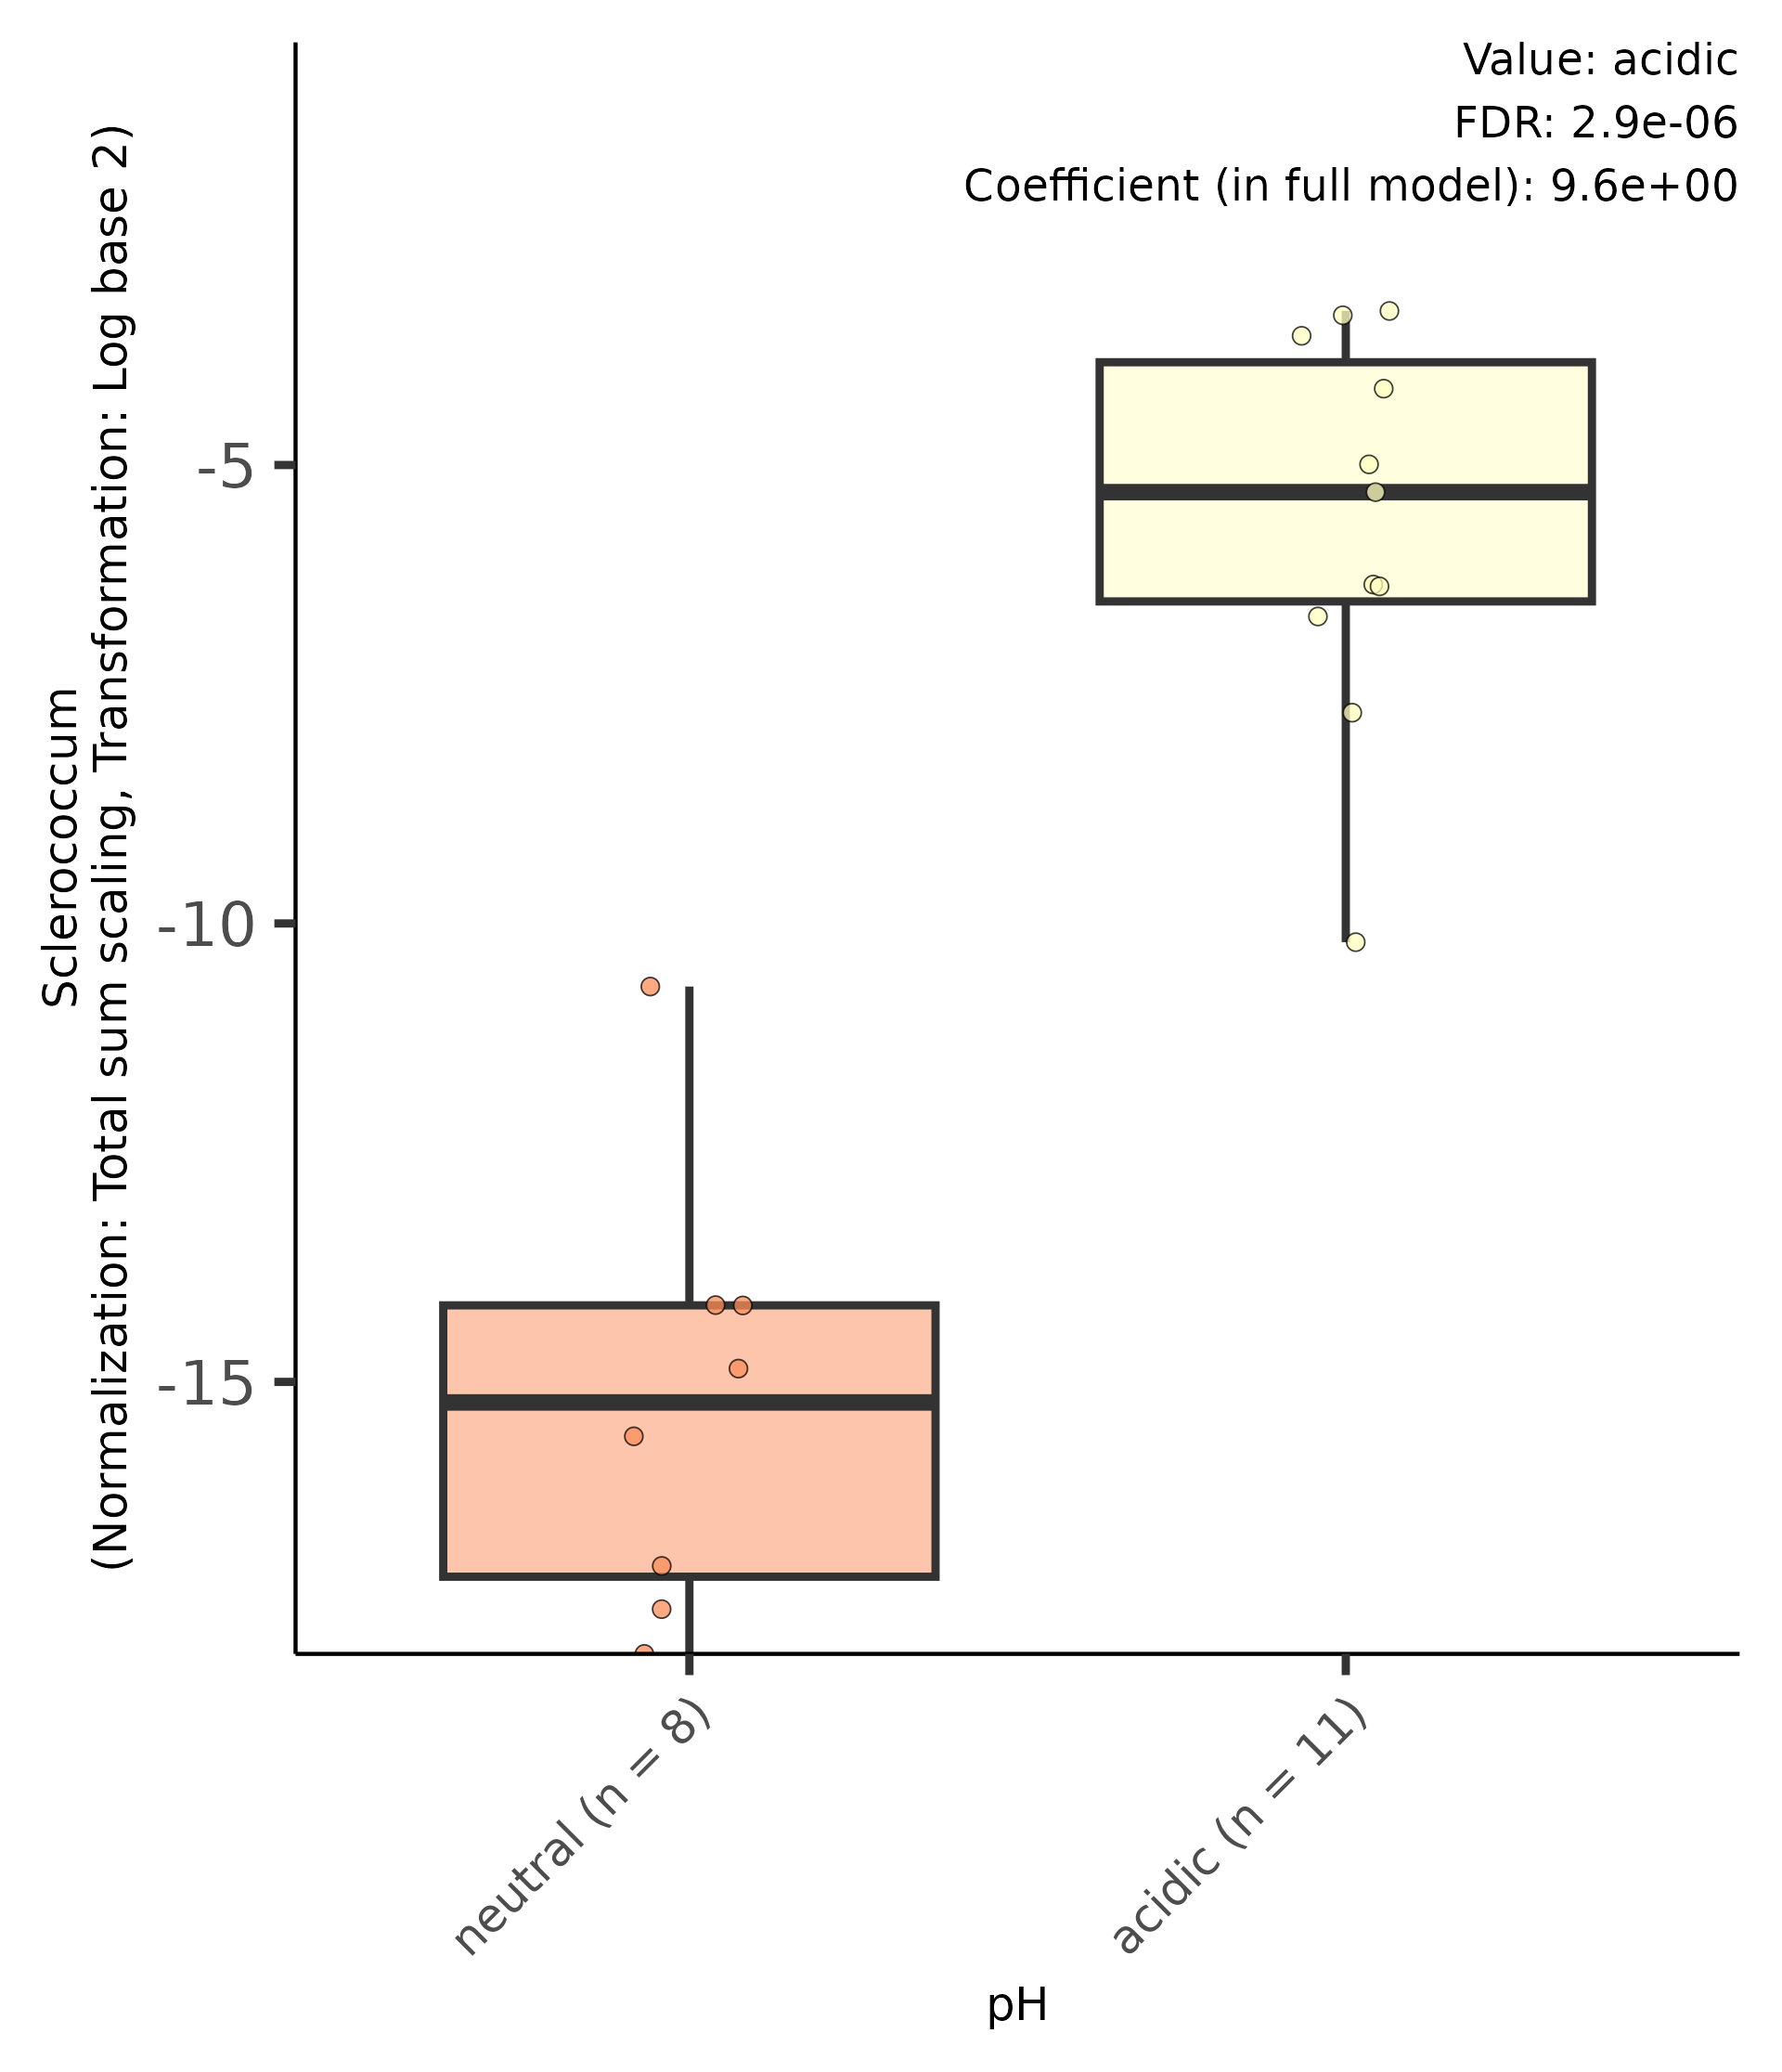 Value: acidic
FDR: 2.9e-06
Coefficient (in full model): 9.6e+00
Sclerococcum
(Normalization: Total sum scaling, Transformation: Log base 2)
-5
-10
-15
neutral (n = 8)
acidic (n = 11)
pH